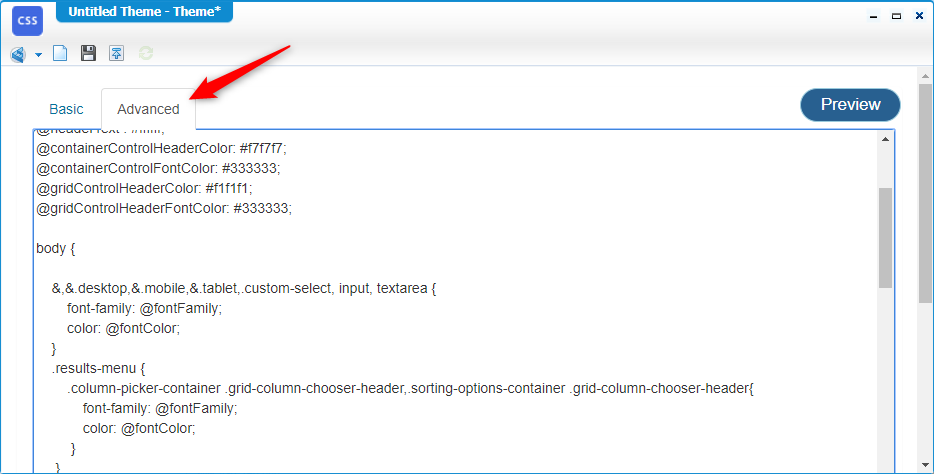 Untitled Theme - Theme*
CSS
Basic
Advanced
Preview
@containerControlHeaderColor: #f7f7f7;
@containerControlFontColor: #333333;
@gridControlHeaderColor: #f1f1f1;
@gridControlHeaderFontColor: #333333;
body {
&,&.desktop,&.mobile,&.tablet,.custom-select, input, textarea {
font-family: @fontFamily;
color: @fontColor;
}
.results-menu {
.column-picker-container .grid-column-chooser-header,.sorting-options-container .grid-column-chooser-header{
font-family: @fontFamily;
color: @fontColor;
}
}